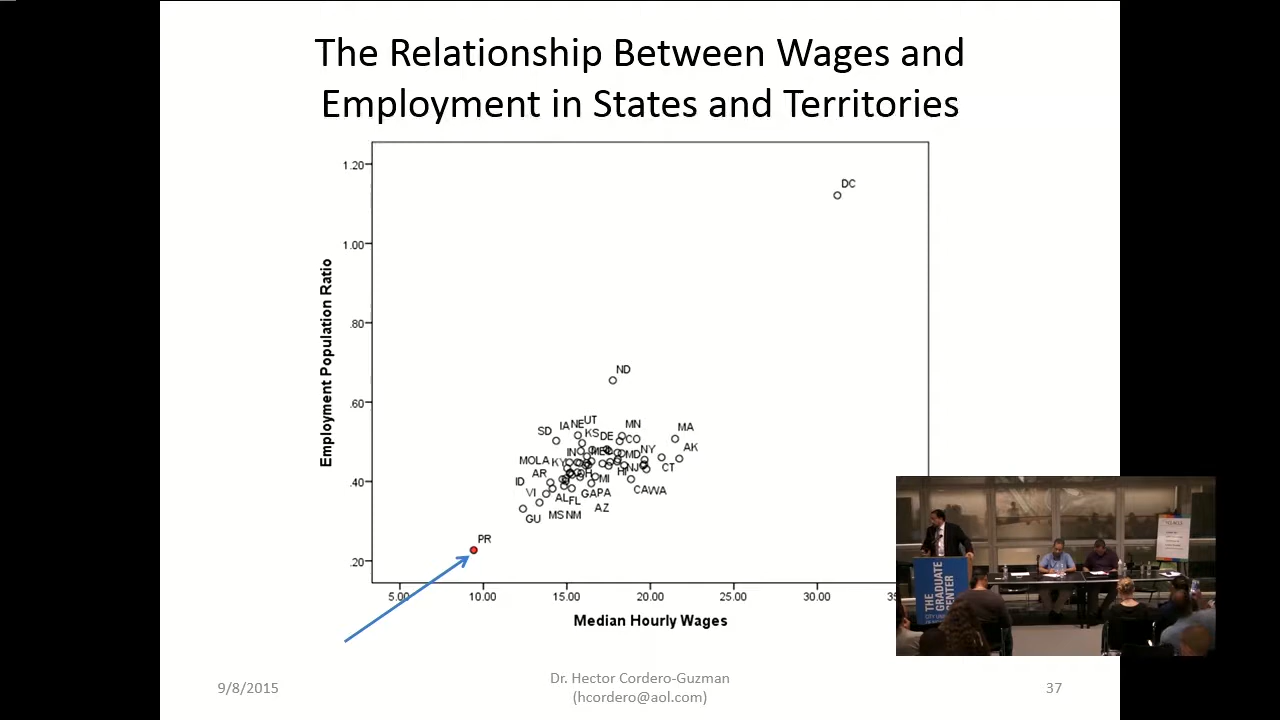 The Relationship Between Wages and
Employment in States and Territories
Employment Population Ratio
1.20
1.00
.80
.60
.40
.20
DC
ND
UT
IA NE
SD
KS DE
MN
CO
MA
IN
MD
NY
AK
MO LA KY
NJ
CT
AR
HI
MI
ID
VI
AL FL
GA PA
CA WA
GU
MS NM
AZ
PR
5.00 10.00 15.00 20.00 25.00 30.00
Median Hourly Wages
THE
GRADUATE
CENTER
9/8/2015
Dr. Hector Cordero-Guzman
(hcordero@aol.com)
37